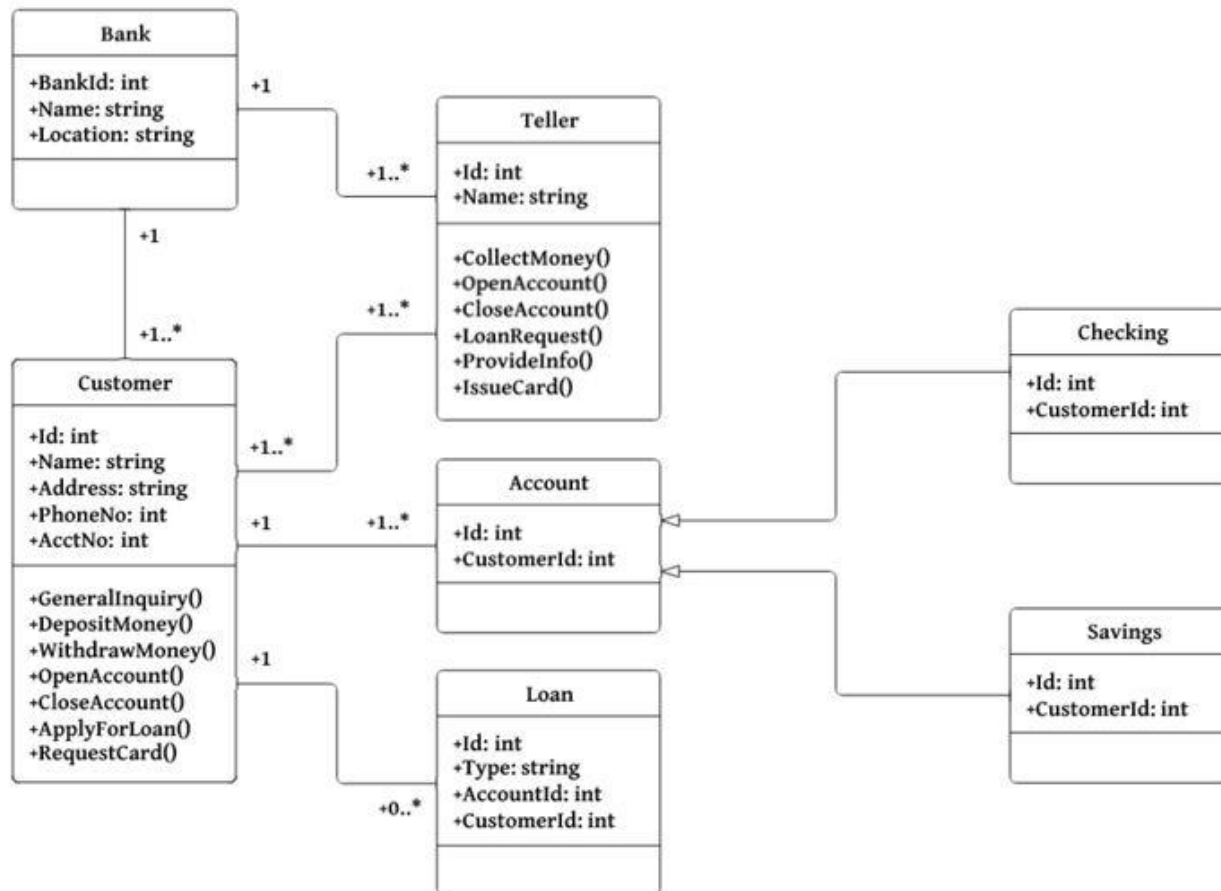 Bank
+BankId: int
+Name: string
+Location: string
+1
+1..*
+1
+1..*
Teller
+Id: int
+Name: string
+CollectMoney()
+OpenAccount()
+CloseAccount()
+LoanRequest()
+ProvideInfo()
+IssueCard()
Customer
+Id: int
+Name: string
+Address: string
+PhoneNo: int
+AcctNo: int
+GeneralInquiry()
+DepositMoney()
+WithdrawMoney()
+OpenAccount()
+CloseAccount()
+ApplyForLoan()
+RequestCard()
+1..*
+1..*
+1
+1..*
+1
+0..*
Account
+Id: int
+CustomerId: int
Loan
+Id: int
+Type: string
+AccountId: int
+CustomerId: int
Checking
+Id: int
+CustomerId: int
Savings
+Id: int
+CustomerId: int